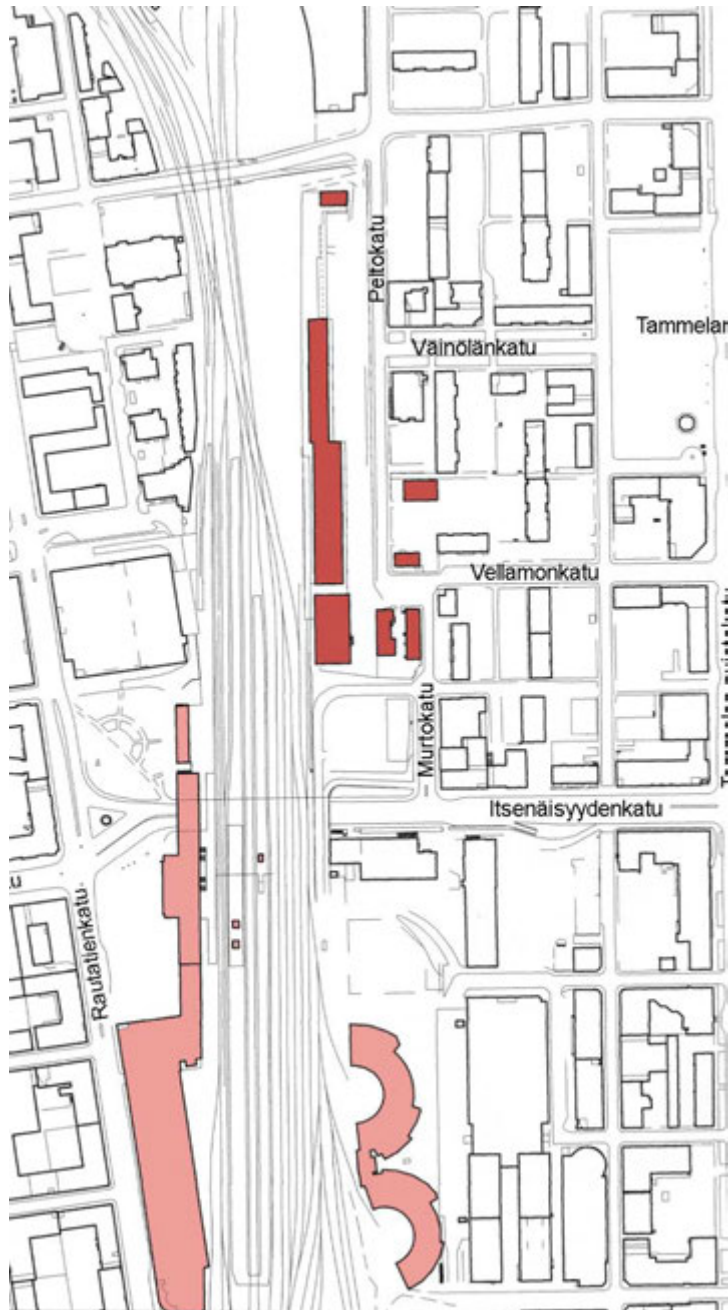 Peltokatu
Väinölänkatu
Tammelan
Vellamonkatu
Murtokatu
Itsenäisyydenkatu
Rautatienkatu